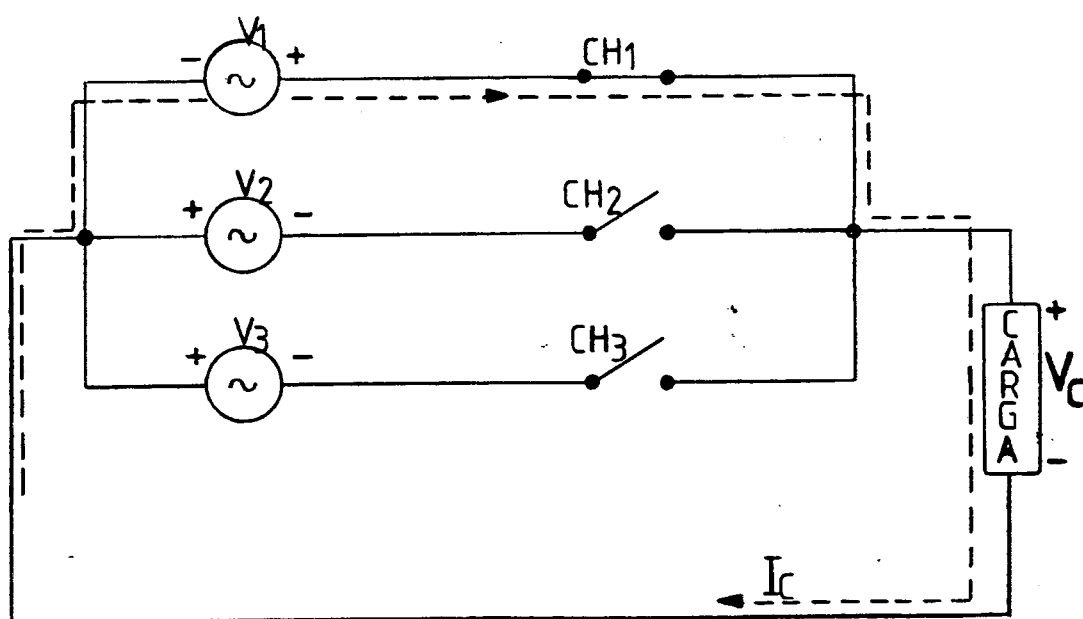 V1
- +
CH1
V2
+ -
CH2
V3
+ -
CH3
CARGA
+
VC
-
IC